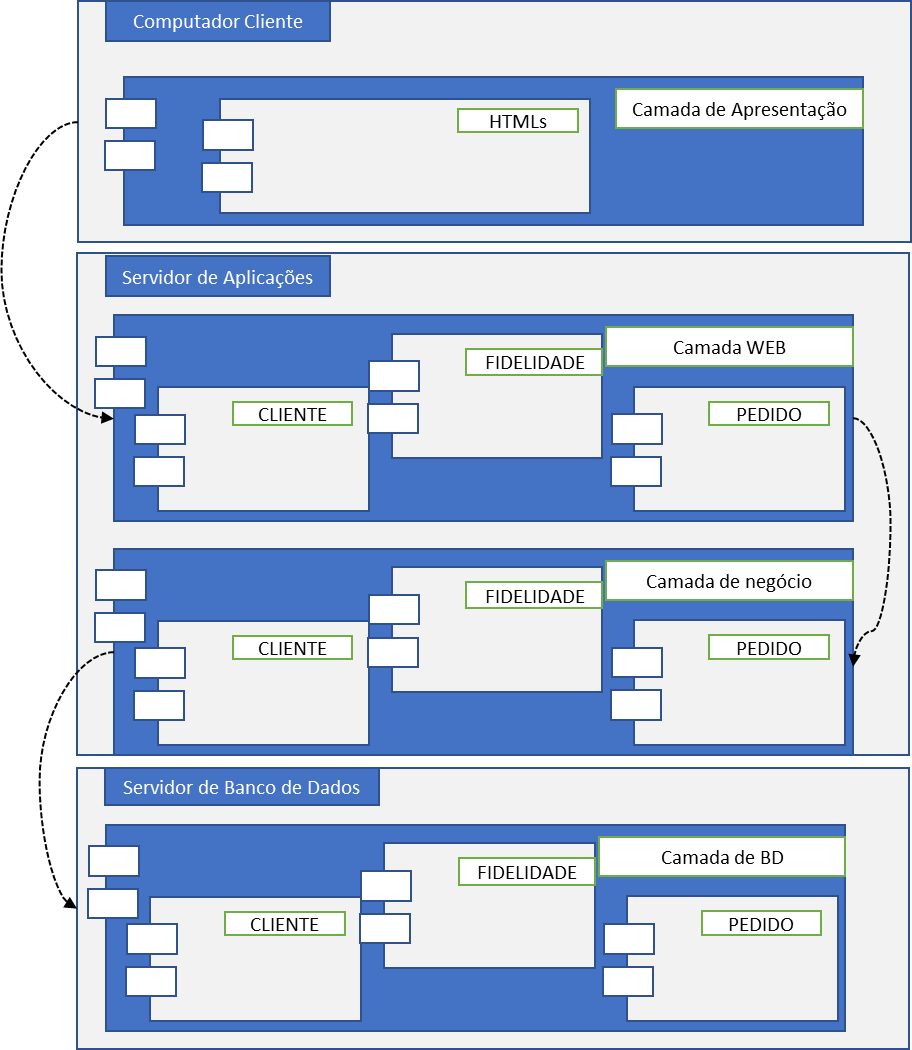 Computador Cliente
Camada de Apresentação
HTMLs
Servidor de Aplicações
Camada WEB
FIDELIDADE
CLIENTE
PEDIDO
Camada de negócio
FIDELIDADE
CLIENTE
PEDIDO
Servidor de Banco de Dados
Camada de BD
FIDELIDADE
CLIENTE
PEDIDO